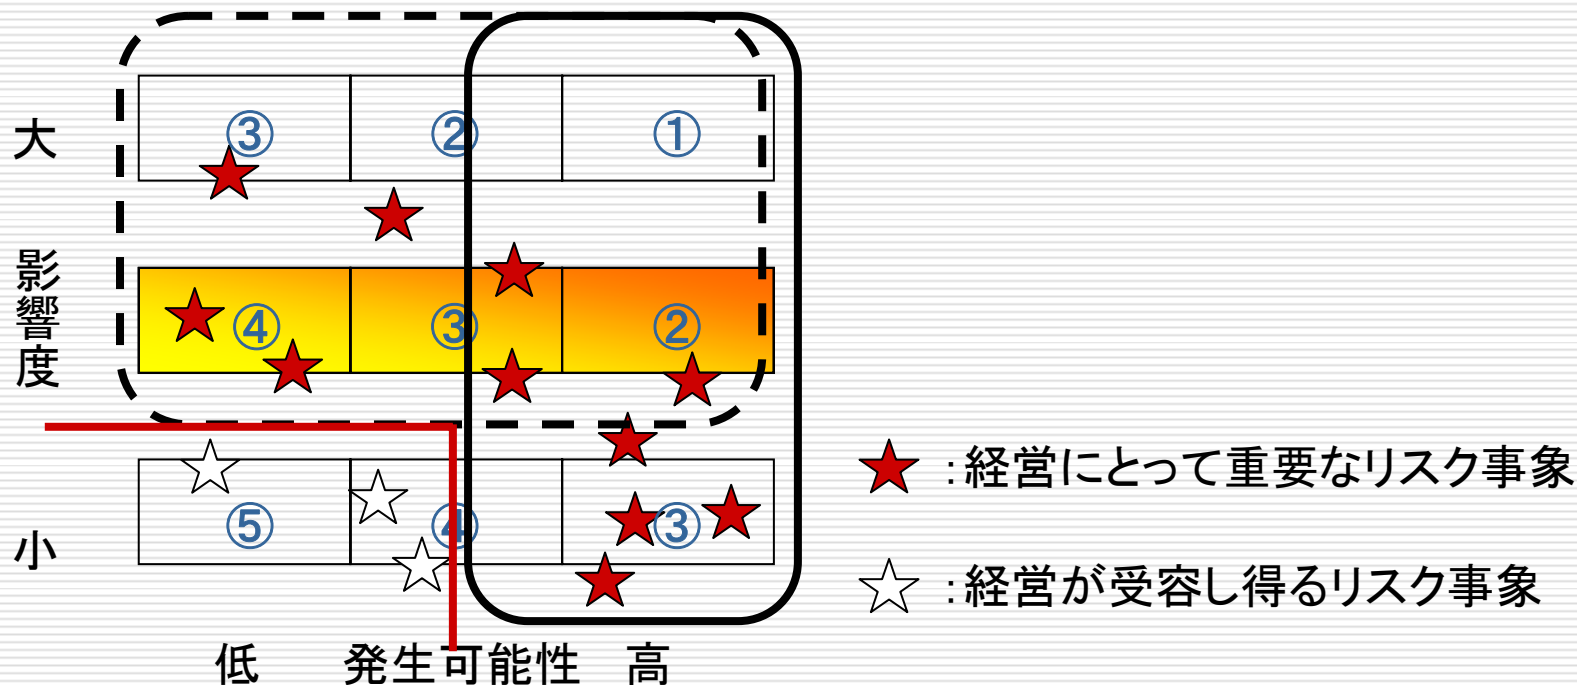 ③ ② ①
大
影響度
④ ③ ②
:経営にとって重要なリスク事象
⑤ ④ ③
小
:経営が受容し得るリスク事象
低 発生可能性 高